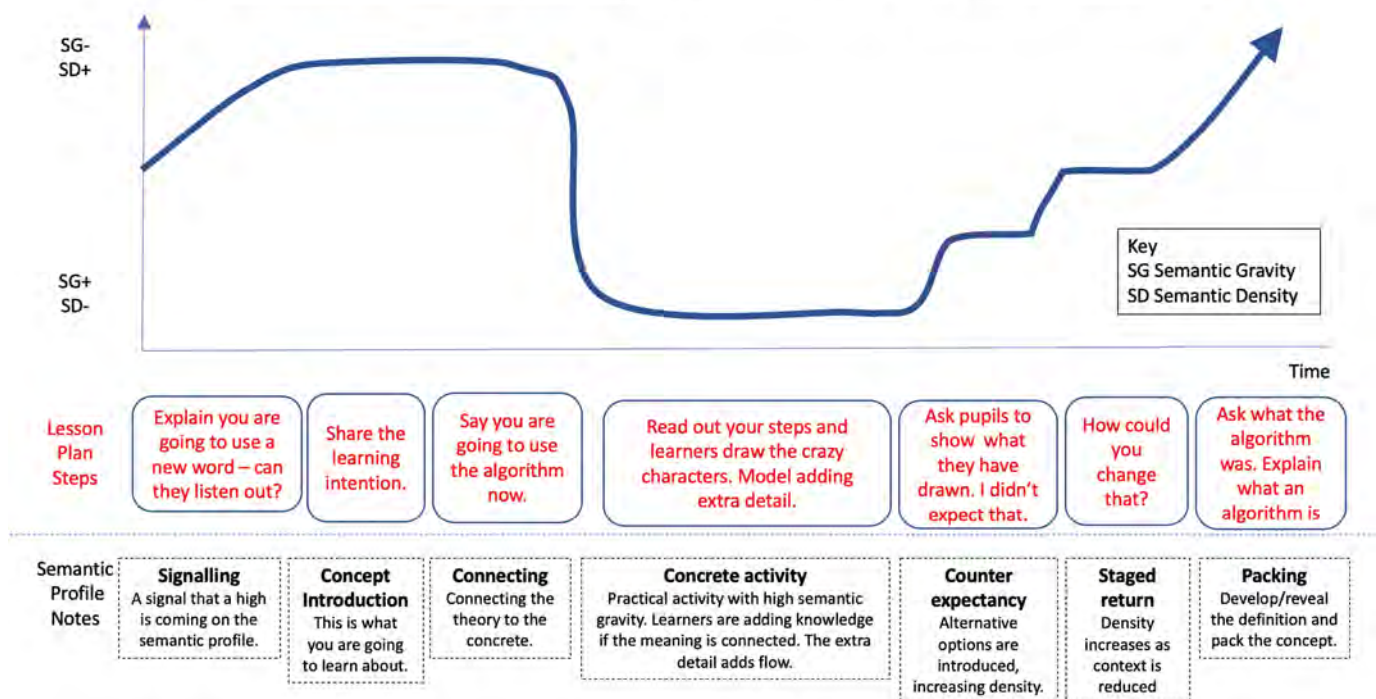 SG-
SD+
SG+
SD-
Key
SG Semantic Gravity
SD Semantic Density
Time
Lesson
Plan
Steps
Explain you are
going to use a
new word – can
they listen out?
Share the
learning
intention.
Say you are
going to use
the algorithm
now.
Read out your steps and
learners draw the crazy
characters. Model adding
extra detail.
Ask pupils to
show what
they have
drawn. I didn't
expect that.
How could
you
change
that?
Ask what the
algorithm
was. Explain
what an
algorithm is
Semantic
Profile
Notes
Signalling
A signal that a high
is coming on the
semantic profile.
Concept
Introduction
This is what
you are going
to learn about.
Connecting
Connecting the
theory to the
concrete.
Concrete activity
Practical activity with high semantic
gravity. Learners are adding knowledge
if the meaning is connected. The extra
detail adds flow.
Counter
expectancy
Alternative
options are
introduced,
increasing density.
Staged
return
Density
increases as
context is
reduced
Packing
Develop/reveal
the definition and
pack the concept.